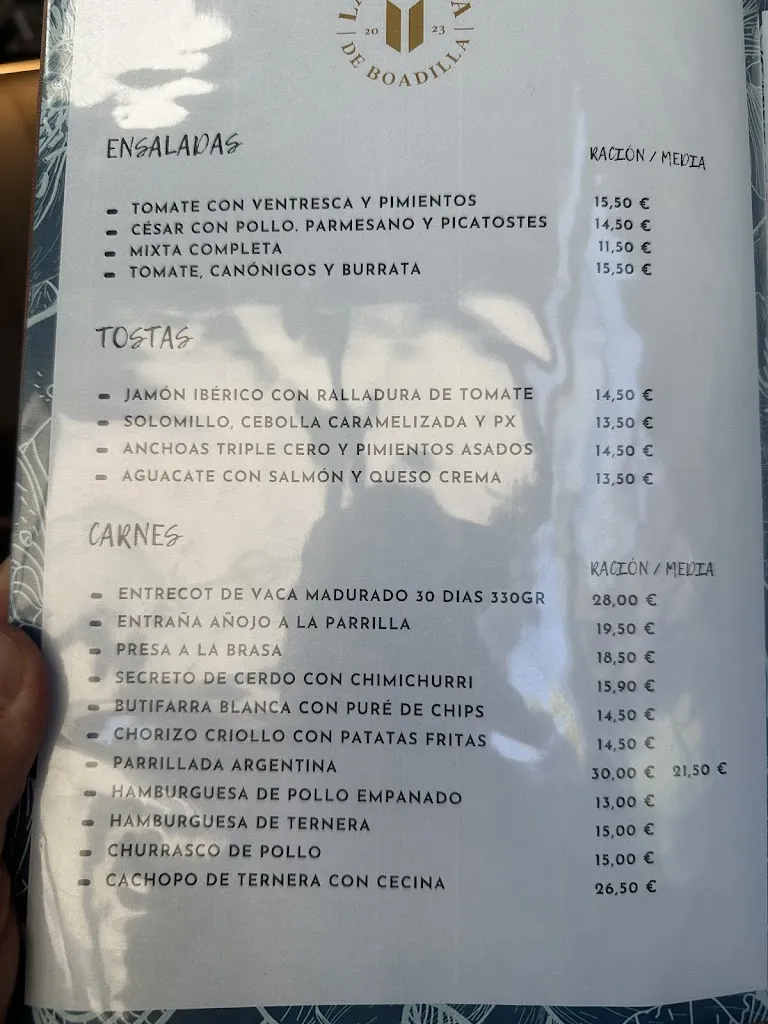 20 23
DE BOADILLA
ENSALADAS
RACIÓN / MEDIA
- TOMATE CON VENTRESCA Y PIMIENTOS 15,50 €
- CÉSAR CON POLLO. PARMESANO Y PICATOSTES 14,50 €
- MIXTA COMPLETA 11,50 €
- TOMATE, CANÓNIGOS Y BURRATA 15,50 €
TOSTAS
- JAMÓN IBÉRICO CON RALLADURA DE TOMATE 14,50 €
- SOLOMILLO, CEBOLLA CARAMELIZADA Y PX 13,50 €
- ANCHOAS TRIPLE CERO Y PIMIENTOS ASADOS 14,50 €
- AGUACATE CON SALMÓN Y QUESO CREMA 13,50 €
CARNES
RACIÓN / MEDIA
- ENTRECOT DE VACA MADURADO 30 DIAS 330GR 28,00 €
- ENTRAÑA AÑOJO A LA PARRILLA 19,50 €
- PRESA A LA BRASA 18,50 €
- SECRETO DE CERDO CON CHIMICHURRI 15,90 €
- BUTIFARRA BLANCA CON PURÉ DE CHIPS 14,50 €
- CHORIZO CRIOLLO CON PATATAS FRITAS 14,50 €
- PARRILLADA ARGENTINA 30,00 € 21,50 €
- HAMBURGUESA DE POLLO EMPANADO 13,00 €
- HAMBURGUESA DE TERNERA 15,00 €
- CHURRASCO DE POLLO 15,00 €
- CACHOPO DE TERNERA CON CECINA 26,50 €